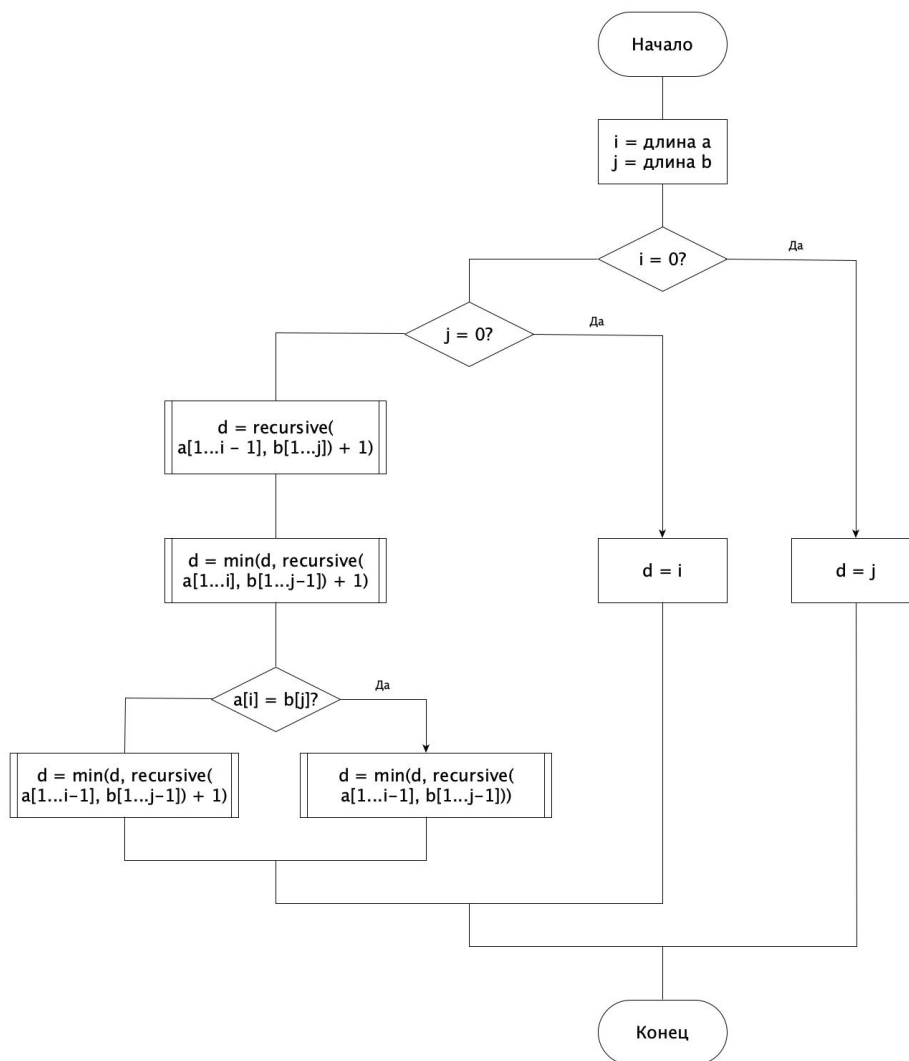 Начало
i = длина a
j = длина b
i = 0?
Да
j = 0?
Да
d = recursive(
a[1...i - 1], b[1...j]) + 1)
d = min(d, recursive(
a[1...i], b[1...j-1]) + 1)
d = i
d = j
a[i] = b[j]?
Да
d = min(d, recursive(
a[1...i-1], b[1...j-1]) + 1)
d = min(d, recursive(
a[1...i-1], b[1...j-1]))
Конец